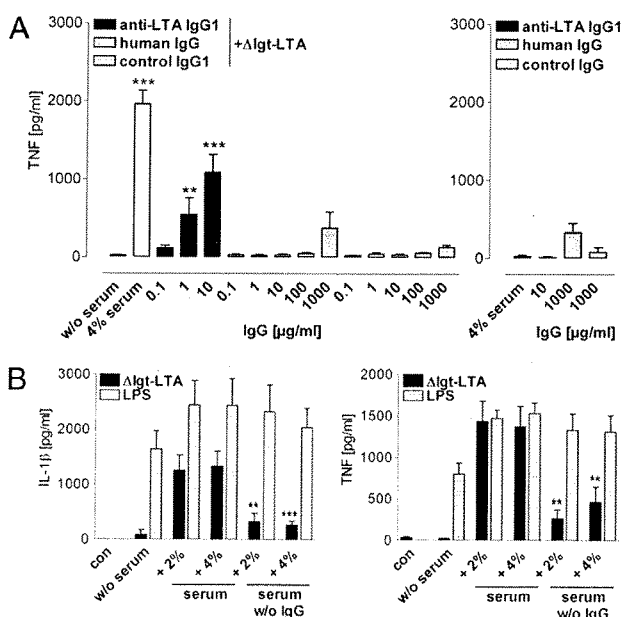 A
3000
2000
1000
0
TNF [pg/ml]
anti-LTA IgG1
human IgG
control IgG1
+Δlgt-LTA
***
**
***
w/o serum
4% serum
0.1
1
10
0.1
1
10
100
1000
0.1
1
10
100
1000
IgG [µg/ml]
3000
2000
1000
0
anti-LTA IgG1
human IgG
control IgG
4% serum
10
1000
1000
IgG [µg/ml]
B
3000
2000
1000
0
IL-1β [pg/ml]
Δlgt-LTA
LPS
**
***
con
w/o serum
+ 2%
+ 4%
+ 2%
+ 4%
serum
serum
w/o IgG
2000
1500
1000
500
0
TNF [pg/ml]
Δlgt-LTA
LPS
**
**
con
w/o serum
+ 2%
+ 4%
+ 2%
+ 4%
serum
serum
w/o IgG